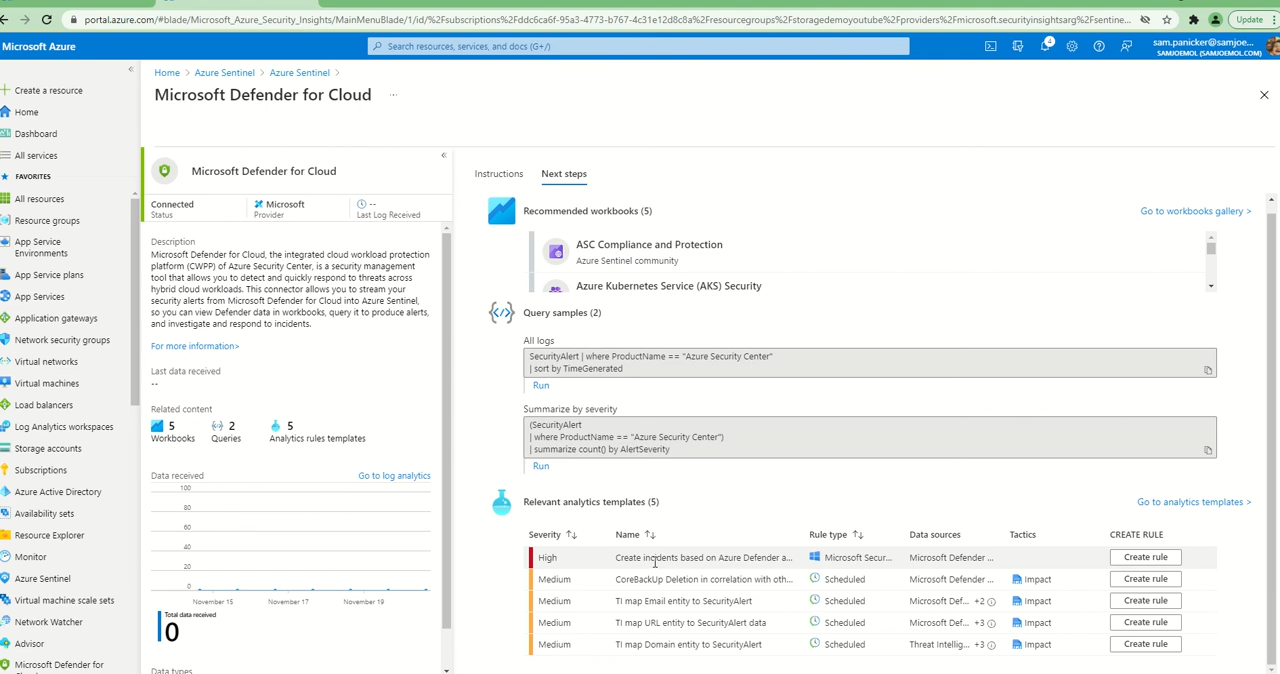 portal.azure.com/#blade/Microsoft_Azure_Security_Insights/MainMenuBlade/1/id/%2Fsubscriptions%2Fddc6ca6f-95a3-4773-b767-4c31e12d8c8a%2Fresourcegroups%2Fstoragedemoyoutube%2Fproviders%2Fmicrosoft.securityinsightsarg%2Fsentine...
Update
Microsoft Azure
Search resources, services, and docs (G+/)
4
sam.panicker@samjoe...
SAMJOEMOL (SAMJOEMOL.COM)
Create a resource
Home
Dashboard
All services
FAVORITES
All resources
Resource groups
App Service
Environments
App Service plans
App Services
Application gateways
Network security groups
Virtual networks
Virtual machines
Load balancers
Log Analytics workspaces
Storage accounts
Subscriptions
Azure Active Directory
Availability sets
Resource Explorer
Monitor
Azure Sentinel
Virtual machine scale sets
Network Watcher
Advisor
Microsoft Defender for
Home > Azure Sentinel > Azure Sentinel >
Microsoft Defender for Cloud ...
Microsoft Defender for Cloud
Connected
Status
Microsoft
Provider
--
Last Log Received
Description
Microsoft Defender for Cloud, the integrated cloud workload protection
platform (CWPP) of Azure Security Center, is a security management
tool that allows you to detect and quickly respond to threats across
hybrid cloud workloads. This connector allows you to stream your
security alerts from Microsoft Defender for Cloud into Azure Sentinel,
so you can view Defender data in workbooks, query it to produce alerts,
and investigate and respond to incidents.
For more information>
Last data received
--
Related content
5
Workbooks
2
Queries
5
Analytics rules templates
Data received
Go to log analytics
100
80
60
40
20
0
November 15
November 17
November 19
Total data received
0
Data types
Instructions
Next steps
Recommended workbooks (5)
Go to workbooks gallery >
ASC Compliance and Protection
Azure Sentinel community
Azure Kubernetes Service (AKS) Security
Query samples (2)
All logs
SecurityAlert | where ProductName == "Azure Security Center"
| sort by TimeGenerated
Run
Summarize by severity
(SecurityAlert
| where ProductName == "Azure Security Center")
| summarize count() by AlertSeverity
Run
Relevant analytics templates (5)
Go to analytics templates >
Severity Name Rule type Data sources Tactics CREATE RULE
High Create incidents based on Azure Defender a... Microsoft Secur... Microsoft Defender ... Create rule
Medium CoreBackUp Deletion in correlation with oth... Scheduled Microsoft Defender ... Impact Create rule
Medium TI map Email entity to SecurityAlert Scheduled Microsoft Def... +2 Impact Create rule
Medium TI map URL entity to SecurityAlert data Scheduled Microsoft Def... +3 Impact Create rule
Medium TI map Domain entity to SecurityAlert Scheduled Threat Intellig... +3 Impact Create rule